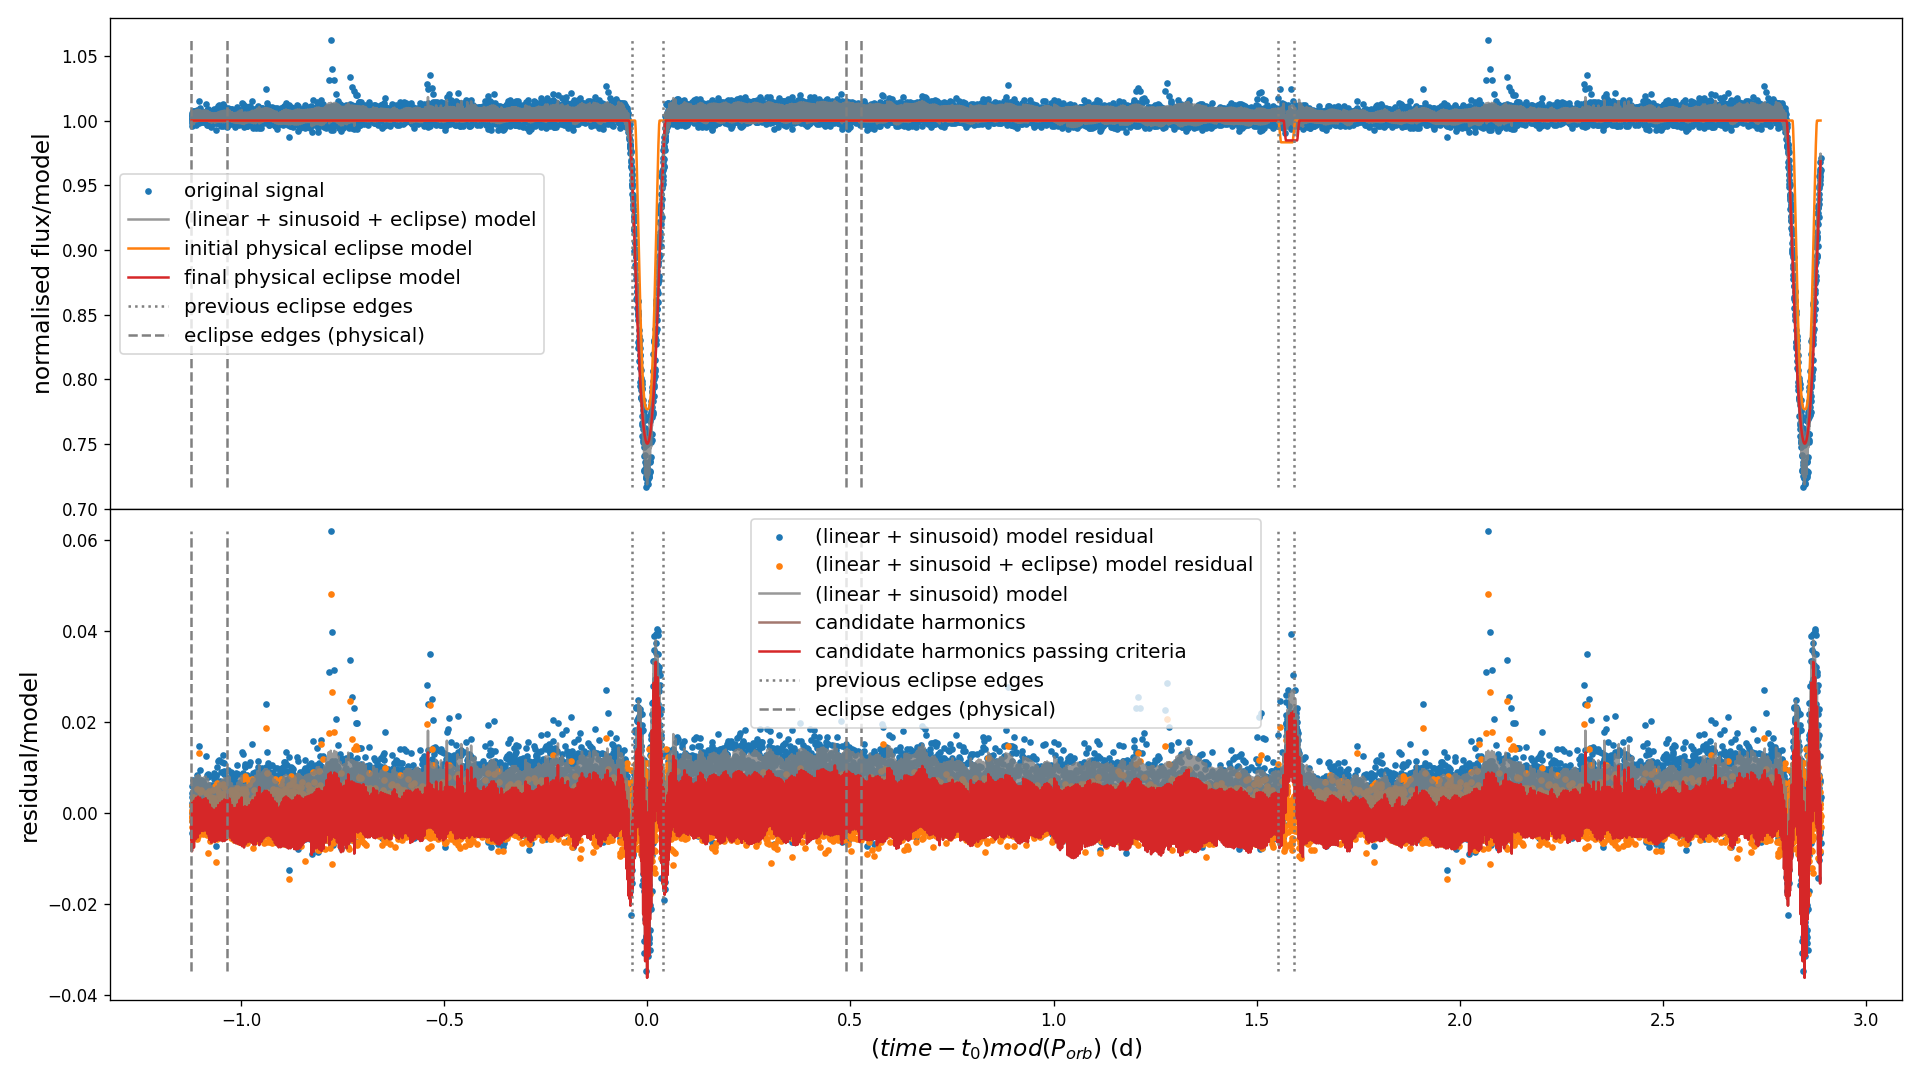 normalised flux/model
1.05
1.00
0.95
0.90
0.85
0.80
0.75
0.70
original signal
(linear + sinusoid + eclipse) model
initial physical eclipse model
final physical eclipse model
previous eclipse edges
eclipse edges (physical)
residual/model
0.06
0.04
0.02
0.00
−0.02
−0.04
(linear + sinusoid) model residual
(linear + sinusoid + eclipse) model residual
(linear + sinusoid) model
candidate harmonics
candidate harmonics passing criteria
previous eclipse edges
eclipse edges (physical)
−1.0 −0.5 0.0 0.5 1.0 1.5 2.0 2.5 3.0
(time − t₀)mod(P_orb) (d)